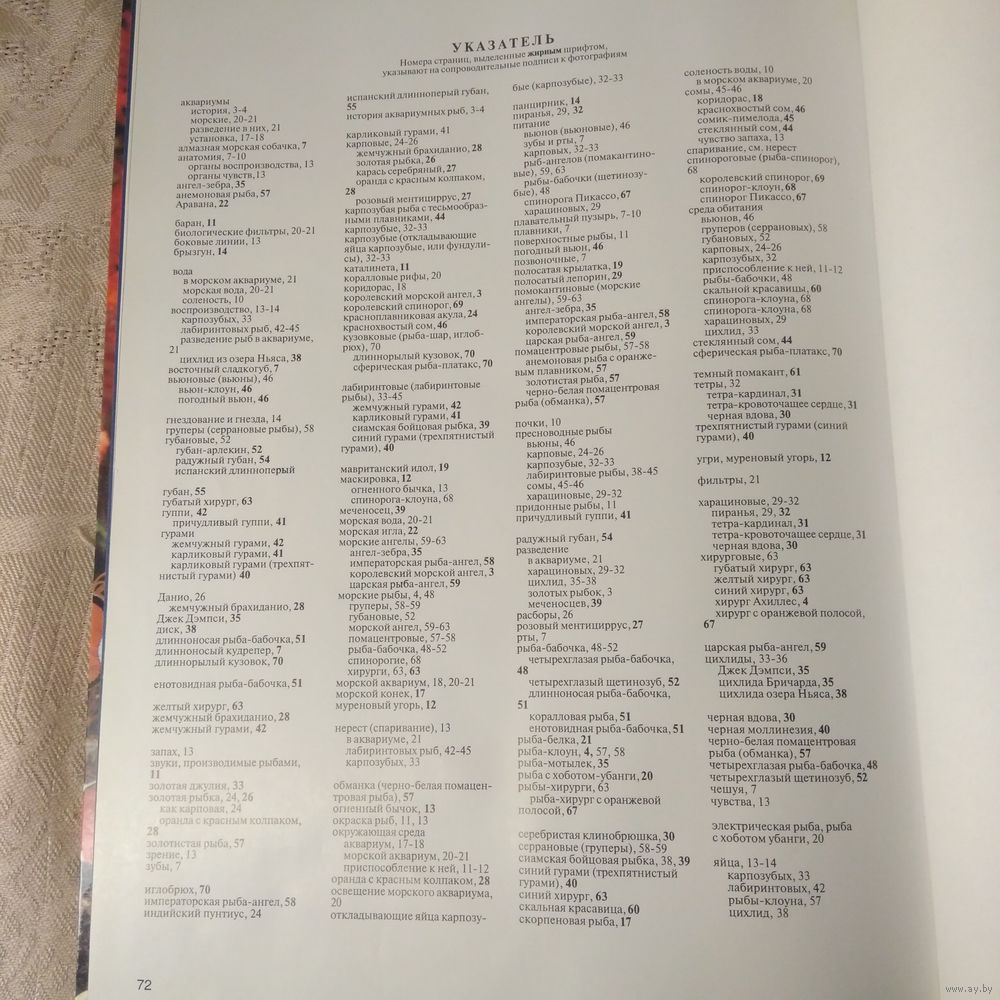 УКАЗАТЕЛЬ
Номера страниц, выделенные жирным шрифтом,
указывают на сопроводительные подписи к фотографиям
аквариумы
история, 3-4
морские, 20-21
разведение в них, 21
установка, 17-18
алмазная морская собачка, 7
анатомия, 7-10
органы воспроизводства, 13
органы чувств, 13
ангел-зебра, 35
анемоновая рыба, 57
Аравана, 22
баран, 11
биологические фильтры, 20-21
боковые линии, 13
брызгун, 14
вода
в морском аквариуме, 21
морская вода, 20-21
соленость, 10
воспроизводство, 13-14
карпозубых, 33
лабиринтовых рыб, 42-45
разведение рыб в аквариуме,
21
цихлид из озера Ньяса, 38
восточный сладкогуб, 7
вьюновые (вьюны), 46
вьюн-клоун, 46
погодный вьюн, 46
гнездование и гнезда, 14
груперы (серрановые рыбы), 58
губановые, 52
губан-арлекин, 52
радужный губан, 54
испанский длинноперый
губан, 55
губатый хирург, 63
гуппи, 42
причудливый гуппи, 41
гурами
жемчужный гурами, 42
карликовый гурами, 41
карликовый гурами (трехпят-
нистый гурами) 40
Данио, 26
жемчужный брахиданио, 28
Джек Дэмпси, 35
диск, 38
длинноносая рыба-бабочка, 51
длинноносый кудрепер, 7
длиннорылый кузовок, 70
енотовидная рыба-бабочка, 51
желтый хирург, 63
жемчужный брахиданио, 28
жемчужный гурами, 42
запах, 13
звуки, производимые рыбами,
11
золотая джулия, 33
золотая рыбка, 24, 26
как карповая, 24
оранда с красным колпаком,
28
золотистая рыба, 57
зрение, 13
зубы, 7
иглобрюх, 70
императорская рыба-ангел, 58
индийский пунтиус, 24
испанский длинноперый губан,
55
история аквариумных рыб, 3-4
карликовый гурами, 41
карповые, 24-26
жемчужный брахиданио, 28
золотая рыбка, 26
карась серебряный, 27
оранда с красным колпаком,
28
розовый ментициррус, 27
карпозубая рыба с тесьмообраз-
ными плавниками, 44
карпозубые, 32-33
карпозубые (откладывающие
яйца карпозубые, или фундули-
сы), 32-33
каталинета, 11
коралловые рифы, 20
коридорас, 18
королевский морской ангел, 3
королевский спинорог, 69
красноплавниковая акула, 24
краснохвостый сом, 46
кузовковые (рыба-шар, иглоб-
рюх), 70
длиннорылый кузовок, 70
сферическая рыба-платакс, 70
лабиринтовые (лабиринтовые
рыбы), 33-45
жемчужный гурами, 42
карликовый гурами, 41
сиамская бойцовая рыбка, 39
синий гурами (трехпятнистый
гурами), 40
мавританский идол, 19
маскировка, 12
огненного бычка, 13
спинорога-клоуна, 68
меченосец, 39
морская вода, 20-21
морская игла, 22
морские ангелы, 59-63
ангел-зебра, 35
императорская рыба-ангел, 58
королевский морской ангел, 3
царская рыба-ангел, 59
морские рыбы, 4, 48
груперы, 58-59
губановые, 52
морской ангел, 59-63
помацентровые, 57-58
рыба-бабочка, 48-52
спинорогие, 68
хирурги, 63, 63
морской аквариум, 18, 20-21
морской конек, 17
муреновый угорь, 12
нерест (спаривание), 13
в аквариуме, 21
лабиринтовых рыб, 42-45
карпозубых, 33
обманка (черно-белая помацен-
тровая рыба), 57
огненный бычок, 13
окраска рыб, 11, 13
окружающая среда
аквариум, 17-18
морской аквариум, 20-21
приспособление к ней, 11-12
оранда с красным колпаком, 28
освещение морского аквариума,
20
откладывающие яйца карпозу-
бые (карпозубые), 32-33
панцирник, 14
пиранья, 29, 32
питание
вьюнов (вьюновые), 46
зубы и рты, 7
карповых, 32-33
рыб-ангелов (помакантино-
вые), 59, 63
рыбы-бабочки (щетинозу-
бые), 48
спинорога Пикассо, 67
харациновых, 29
плавательный пузырь, 7-10
плавники, 7
поверхностные рыбы, 11
погодный вьюн, 46
позвоночные, 7
полосатая крылатка, 19
полосатый лепорин, 29
помокантиновые (морские
ангелы), 59-63
ангел-зебра, 35
императорская рыба-ангел, 58
королевский морской ангел, 3
царская рыба-ангел, 59
помацентровые рыбы, 57-58
анемоновая рыба с оранже-
вым плавником, 57
золотистая рыба, 57
черно-белая помацентровая
рыба (обманка), 57
почки, 10
пресноводные рыбы
вьюны, 46
карповые, 24-26
карпозубые, 32-33
лабиринтовые рыбы, 38-45
сомы, 45-46
харациновые, 29-32
придонные рыбы, 11
причудливый гуппи, 41
радужный губан, 54
разведение
в аквариуме, 21
харациновых, 29-32
цихлид, 35-38
золотых рыбок, 3
меченосцев, 39
расборы, 26
розовый ментициррус, 27
рты, 7
рыба-бабочка, 48-52
четырехглазая рыба-бабочка,
48
четырехглазый щетинозуб, 52
длинноносая рыба-бабочка,
51
коралловая рыба, 51
енотовидная рыба-бабочка, 51
рыба-белка, 21
рыба-клоун, 4, 57, 58
рыба-мотылек, 35
рыба с хоботом-убанги, 20
рыбы-хирурги, 63
рыба-хирург с оранжевой
полосой, 67
серебристая клинобрюшка, 30
серрановые (груперы), 58-59
сиамская бойцовая рыбка, 38, 39
синий гурами (трехпятнистый
гурами), 40
синий хирург, 63
скальная красавица, 60
скорпеновая рыба, 17
соленость воды, 10
в морском аквариуме, 20
сомы, 45-46
коридорас, 18
краснохвостый сом, 46
сомик-пимелода, 45
стеклянный сом, 44
чувство запаха, 13
спаривание, см. нерест
спинороговые (рыба-спинорог),
68
королевский спинорог, 69
спинорог-клоун, 68
спинорог Пикассо, 67
среда обитания
вьюнов, 46
груперов (серрановых), 58
губановых, 52
карповых, 24-26
карпозубых, 32
приспособление к ней, 11-12
рыбы-бабочки, 48
скальной красавицы, 60
спинорога-клоуна, 68
спинорога-клоуна, 68
харациновых, 29
цихлид, 33
стеклянный сом, 44
сферическая рыба-платакс, 70
темный помакант, 61
тетры, 32
тетра-кардинал, 31
тетра-кровоточащее сердце, 31
черная вдова, 30
трехпятнистый гурами (синий
гурами), 40
угри, муреновый угорь, 12
фильтры, 21
харациновые, 29-32
пиранья, 29, 32
тетра-кардинал, 31
тетра-кровоточащее сердце, 31
черная вдова, 30
хирурговые, 63
губатый хирург, 63
желтый хирург, 63
синий хирург, 63
хирург Ахиллес, 4
хирург с оранжевой полосой,
67
царская рыба-ангел, 59
цихлиды, 33-36
Джек Дэмпси, 35
цихлида Бричарда, 35
цихлида озера Ньяса, 38
черная вдова, 30
черная моллинезия, 40
черно-белая помацентровая
рыба (обманка), 57
четырехглазая рыба-бабочка, 48
четырехглазый щетинозуб, 52
чешуя, 7
чувства, 13
электрическая рыба, рыба
с хоботом убанги, 20
яйца, 13-14
карпозубых, 33
лабиринтовых, 42
рыбы-клоуна, 57
цихлид, 38
72
www.ay.by